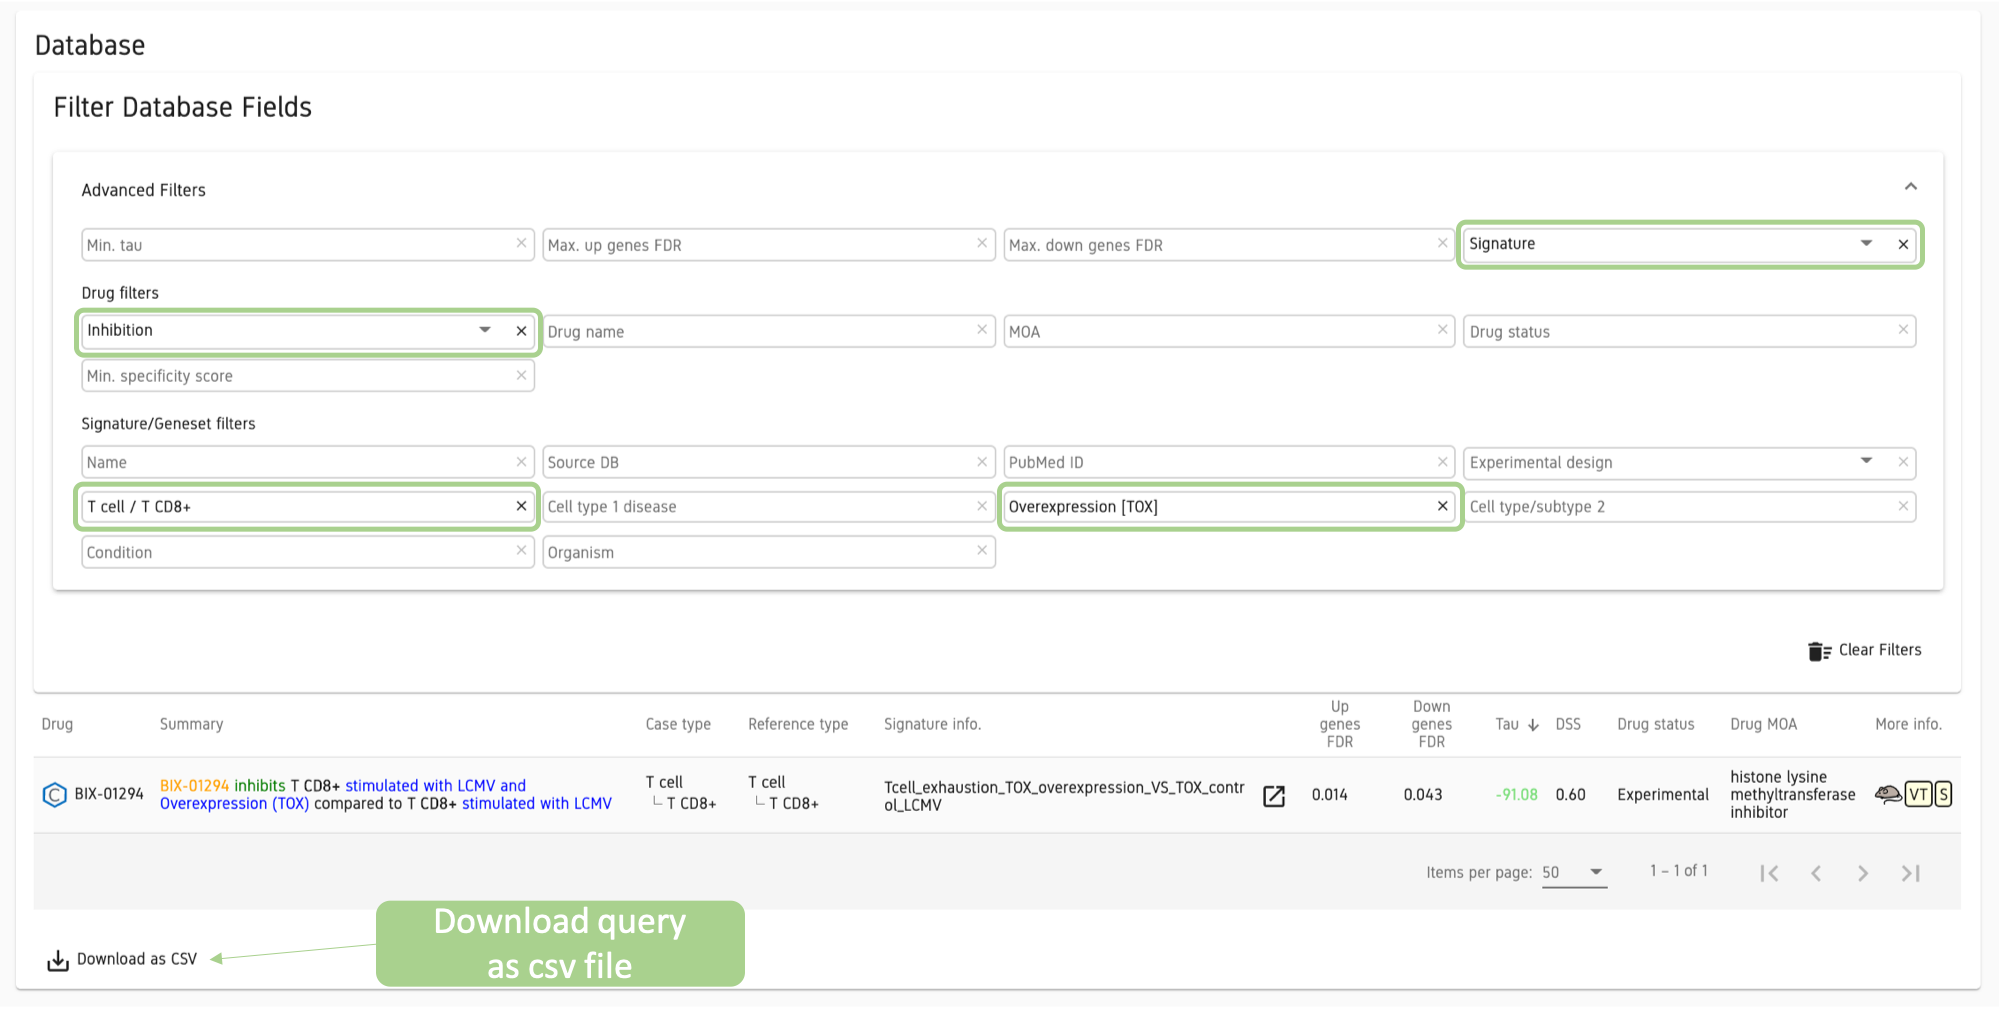 Database
Filter Database Fields
Advanced Filters
Min. tau
Max. up genes FDR
Max. down genes FDR
Signature
Drug filters
Inhibition
Drug name
MOA
Drug status
Min. specificity score
Signature/Geneset filters
Name
Source DB
PubMed ID
Experimental design
T cell / T CD8+
Cell type 1 disease
Overexpression [TOX]
Cell type/subtype 2
Condition
Organism
Clear Filters
Drug
Summary
Case type
Reference type
Signature info.
Up
genes
FDR
Down
genes
FDR
Tau
DSS
Drug status
Drug MOA
More info.
BIX-01294
BIX-01294 inhibits T CD8+ stimulated with LCMV and
Overexpression (TOX) compared to T CD8+ stimulated with LCMV
T cell
T CD8+
T cell
T CD8+
Tcell_exhaustion_TOX_overexpression_VS_TOX_contr
ol_LCMV
0.014
0.043
-91.08
0.60
Experimental
histone lysine
methyltransferase
inhibitor
VT
S
Items per page: 50
1 – 1 of 1
Download as CSV
Download query
as csv file